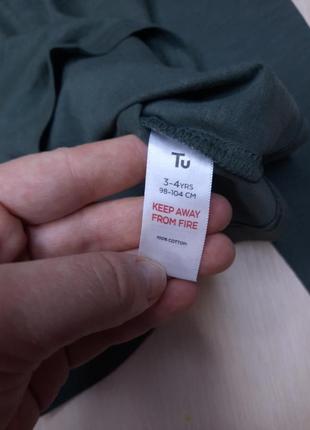 Tu
3-4YRS
98-104 CM
KEEP AWAY
FROM FIRE
100% COTTON